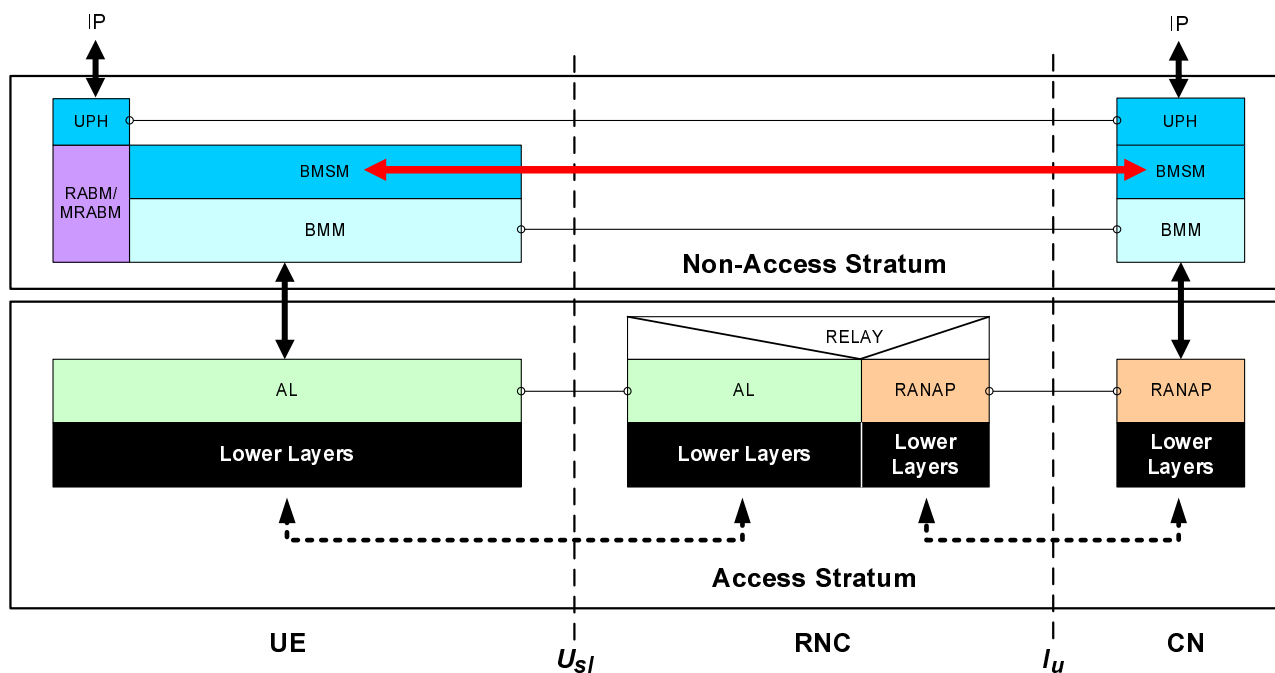 IP
IP
UPH
UPH
BMSM
BMSM
RABM/
MRABM
BMM
BMM
Non-Access Stratum
RELAY
AL
AL
RANAP
RANAP
Lower Layers
Lower Layers
Lower
Layers
Lower
Layers
Access Stratum
UE
RNC
CN
Usl
Iu